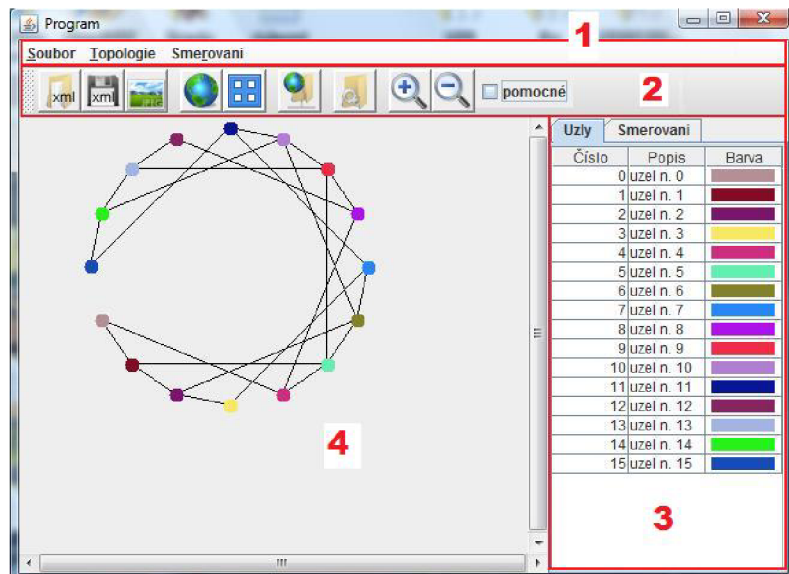 Program
1
Soubor Topologie Smerovani
xml xml pomocné 2
Uzly Smerovani
Číslo Popis Barva
0 uzel n. 0
1 uzel n. 1
2 uzel n. 2
3 uzel n. 3
4 uzel n. 4
5 uzel n. 5
6 uzel n. 6
7 uzel n. 7
8 uzel n. 8
9 uzel n. 9
10 uzel n. 10
11 uzel n. 11
12 uzel n. 12
13 uzel n. 13
14 uzel n. 14
15 uzel n. 15
4
3